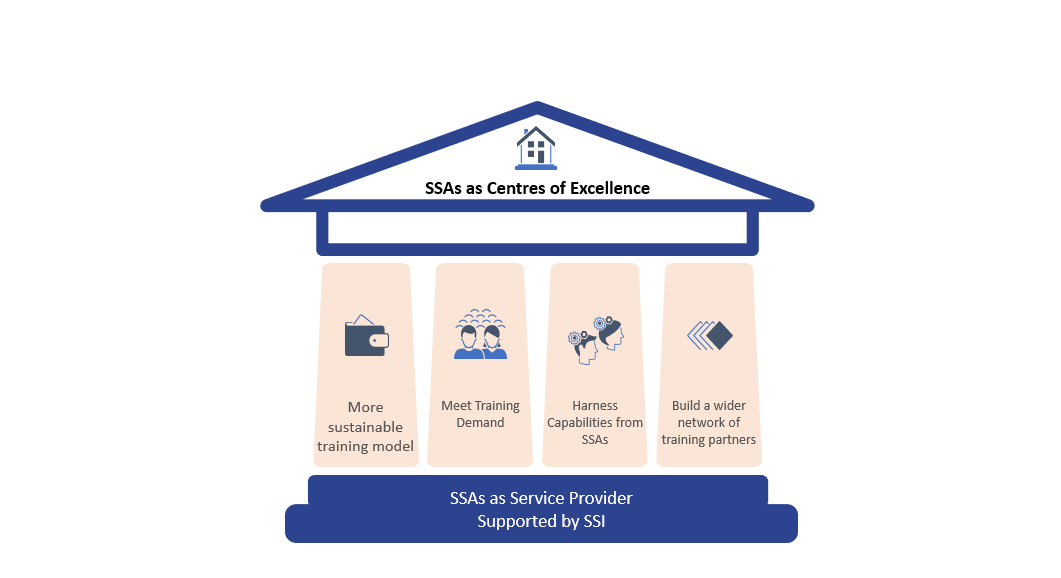 SSAs as Centres of Excellence
More
sustainable
training model
Meet Training
Demand
Harness
Capabilities from
SSAs
Build a wider
network of
training partners
SSAs as Service Provider
Supported by SSI